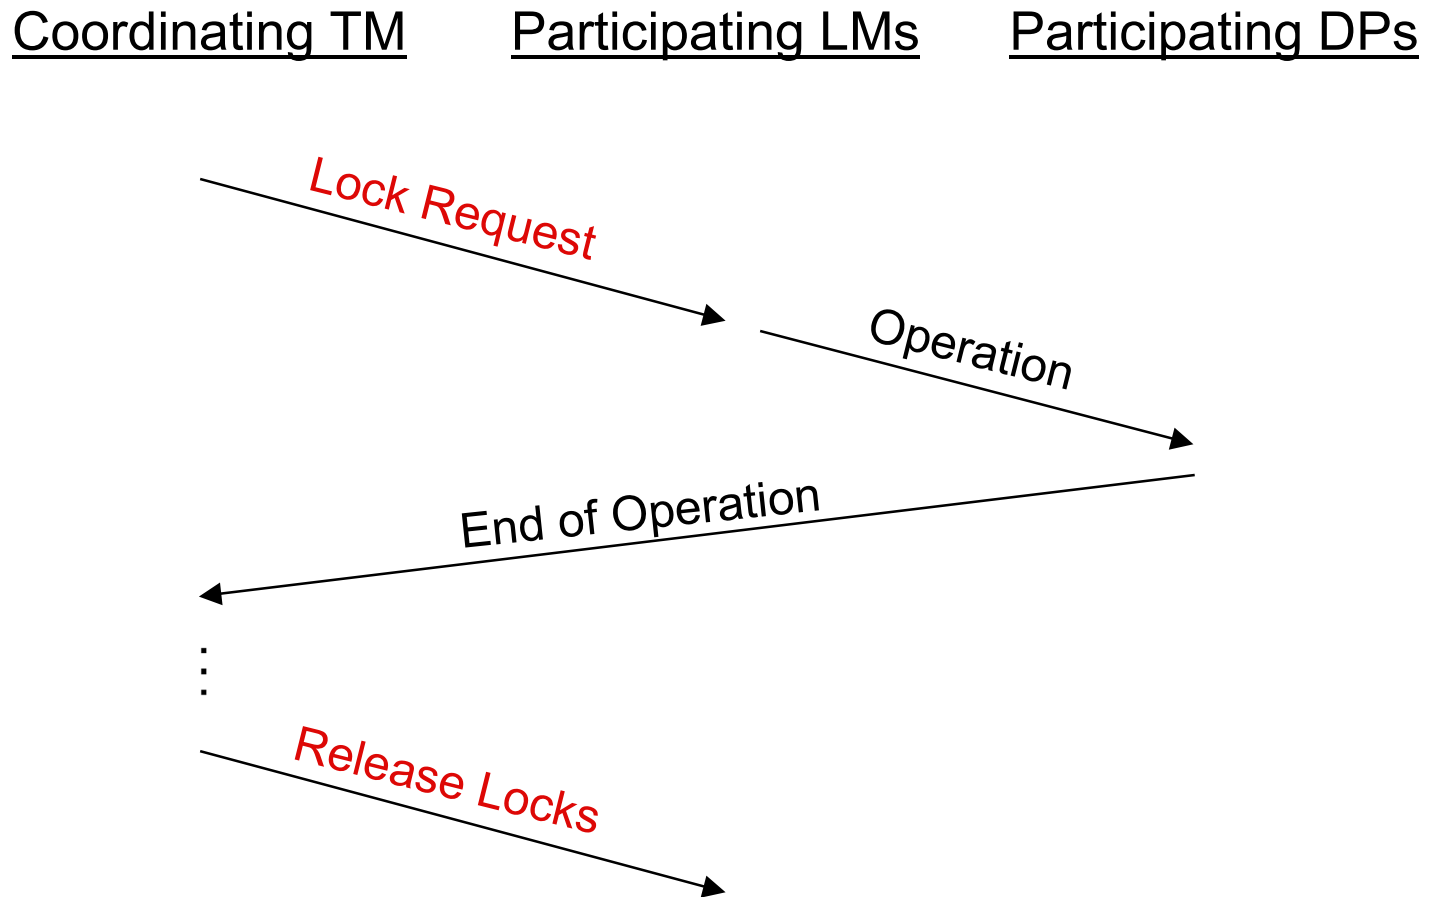 Coordinating TM
Participating LMs
Participating DPs
Lock Request
Operation
End of Operation
Release Locks